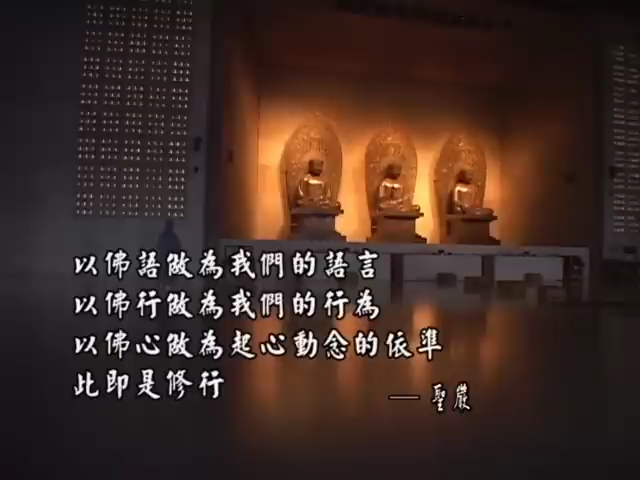 以佛語做為我們的語言
以佛行做為我們的行為
以佛心做為起心動念的依準
此即是修行
── 聖嚴